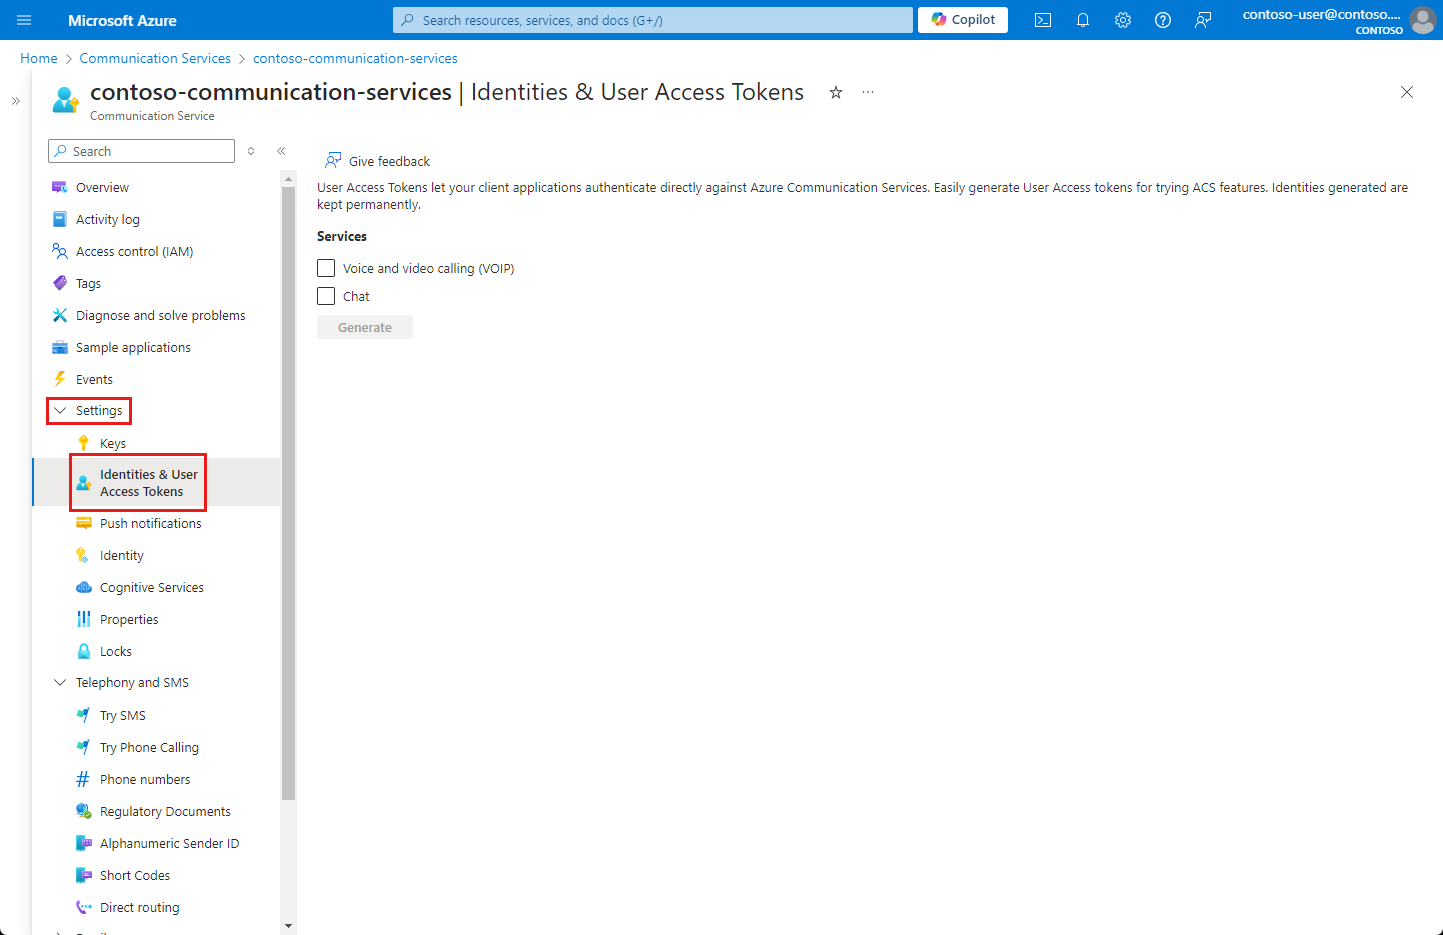 Microsoft Azure
Search resources, services, and docs (G+/)
Copilot
contoso-user@contoso....
CONTOSO
Home > Communication Services > contoso-communication-services
contoso-communication-services | Identities & User Access Tokens
Communication Service
Search
Overview
Activity log
Access control (IAM)
Tags
Diagnose and solve problems
Sample applications
Events
Settings
Keys
Identities & User
Access Tokens
Push notifications
Identity
Cognitive Services
Properties
Locks
Telephony and SMS
Try SMS
Try Phone Calling
Phone numbers
Regulatory Documents
Alphanumeric Sender ID
Short Codes
Direct routing
Give feedback
User Access Tokens let your client applications authenticate directly against Azure Communication Services. Easily generate User Access tokens for trying ACS features. Identities generated are
kept permanently.
Services
Voice and video calling (VOIP)
Chat
Generate